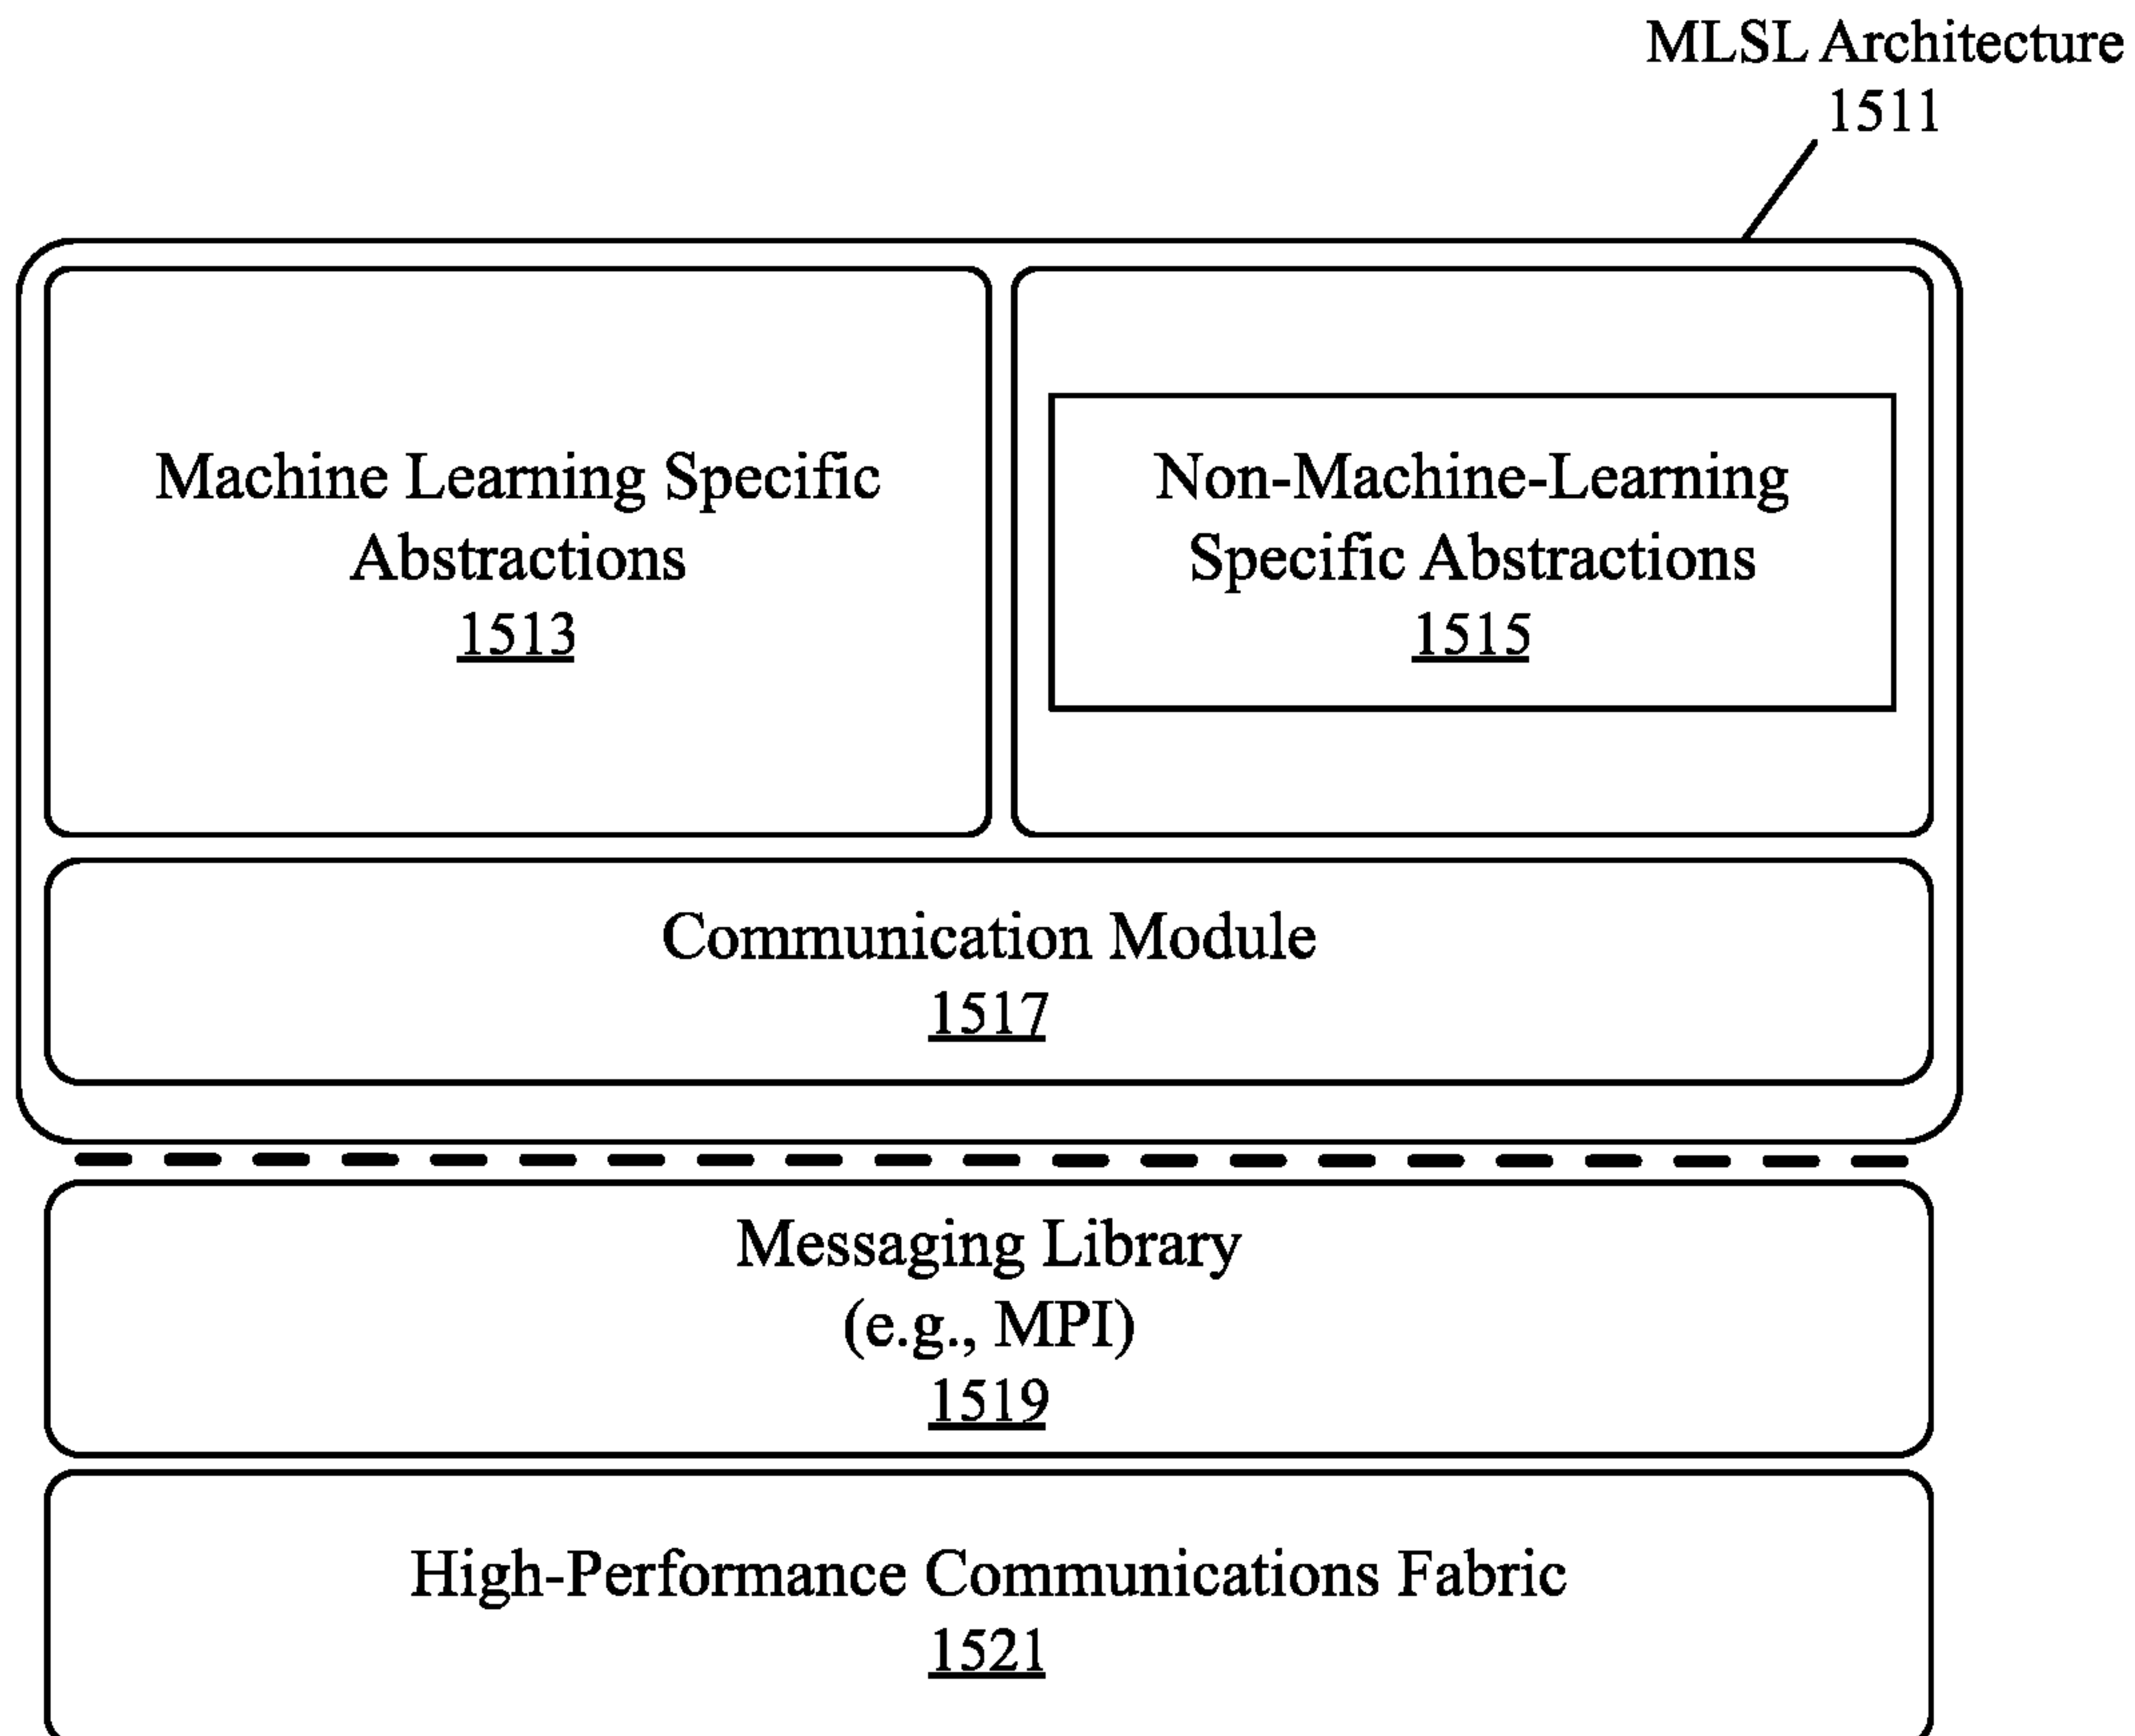 MLSL Architecture
1511
Machine Learning Specific
Abstractions
1513
Non-Machine-Learning
Specific Abstractions
1515
Communication Module
1517
Messaging Library
(e.g., MPI)
1519
High-Performance Communications Fabric
1521